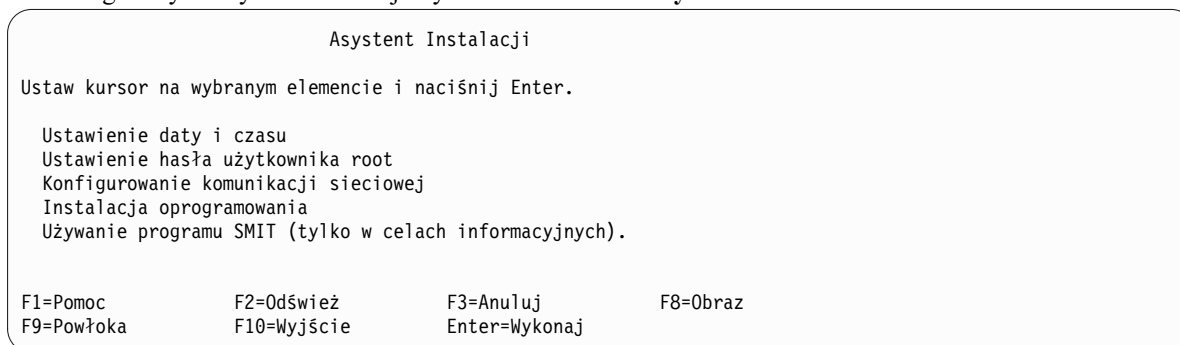 Asystent Instalacji
Ustaw kursor na wybranym elemencie i naciśnij Enter.
Ustawienie daty i czasu
Ustawienie hasła użytkownika root
Konfigurowanie komunikacji sieciowej
Instalacja oprogramowania
Używanie programu SMIT (tylko w celach informacyjnych).
F1=Pomoc F2=Odśwież F3=Anuluj F8=Obraz
F9=Powłoka F10=Wyjście Enter=Wykonaj